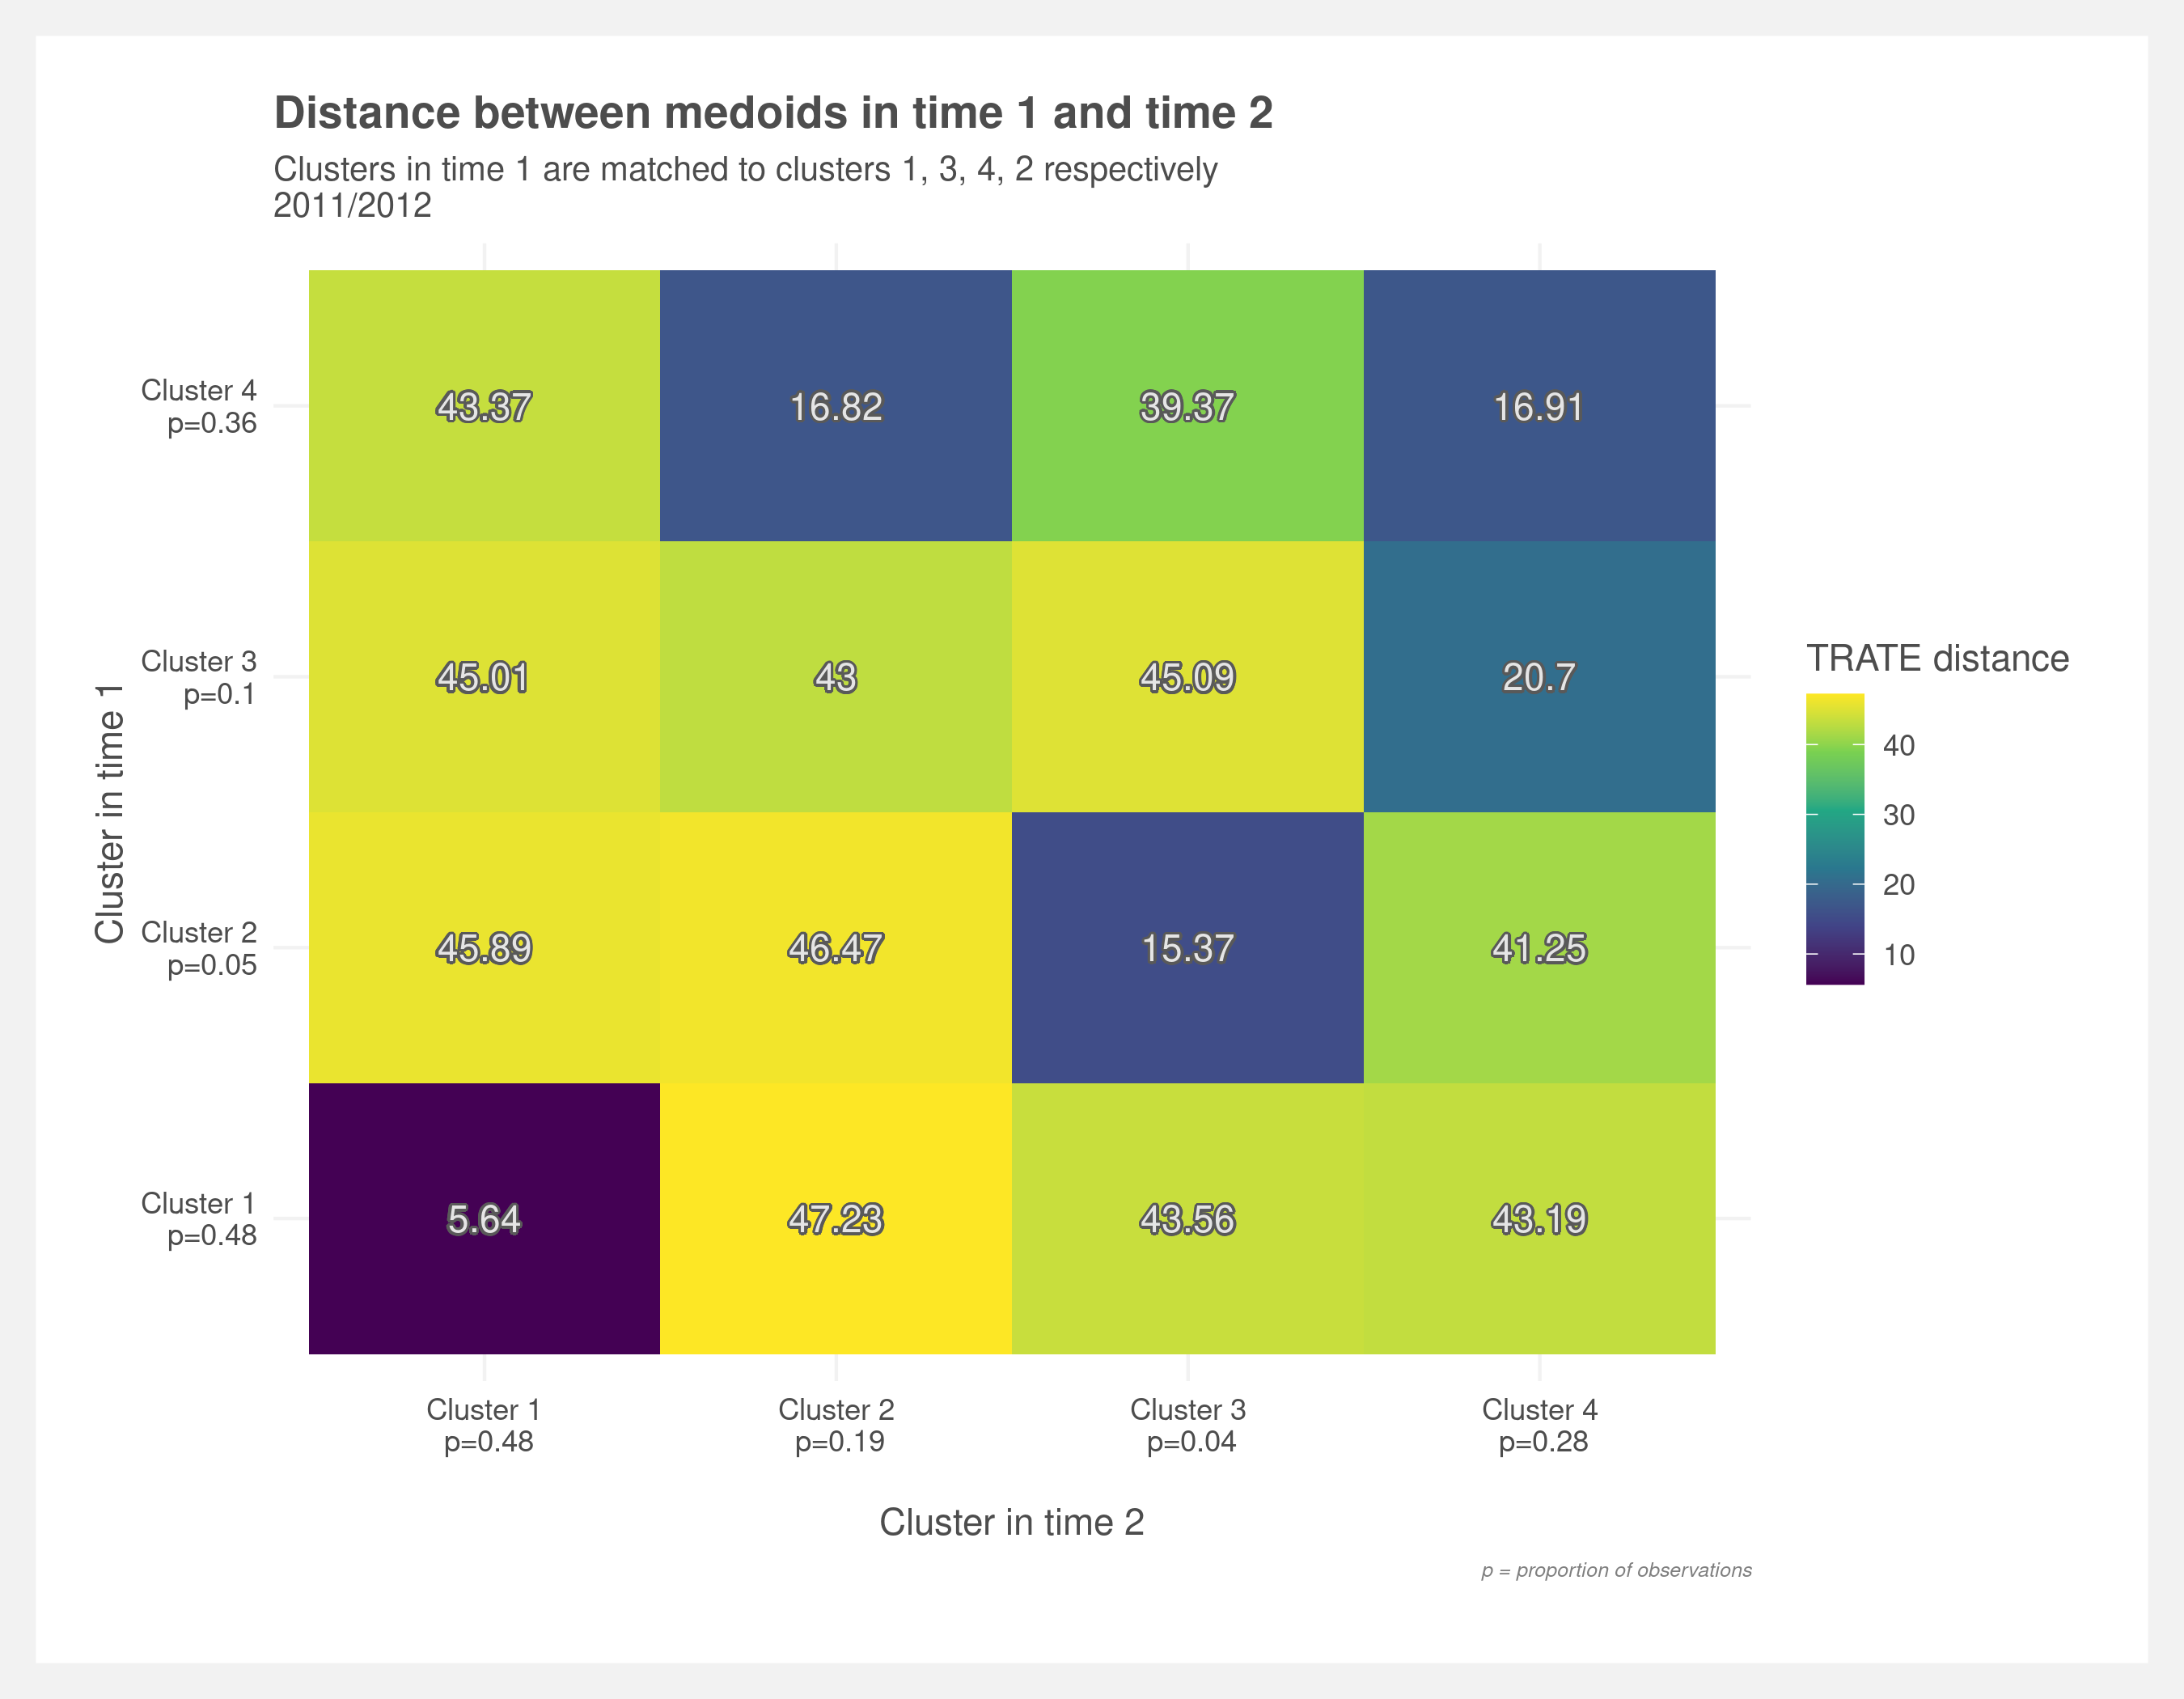 Distance between medoids in time 1 and time 2
Clusters in time 1 are matched to clusters 1, 3, 4, 2 respectively
2011/2012
Cluster in time 1
Cluster 4
p=0.36
43.37
16.82
39.37
16.91
Cluster 3
p=0.1
45.01
43
45.09
20.7
Cluster 2
p=0.05
45.89
46.47
15.37
41.25
Cluster 1
p=0.48
5.64
47.23
43.56
43.19
Cluster 1
p=0.48
Cluster 2
p=0.19
Cluster 3
p=0.04
Cluster 4
p=0.28
Cluster in time 2
TRATE distance
40
30
20
10
p = proportion of observations